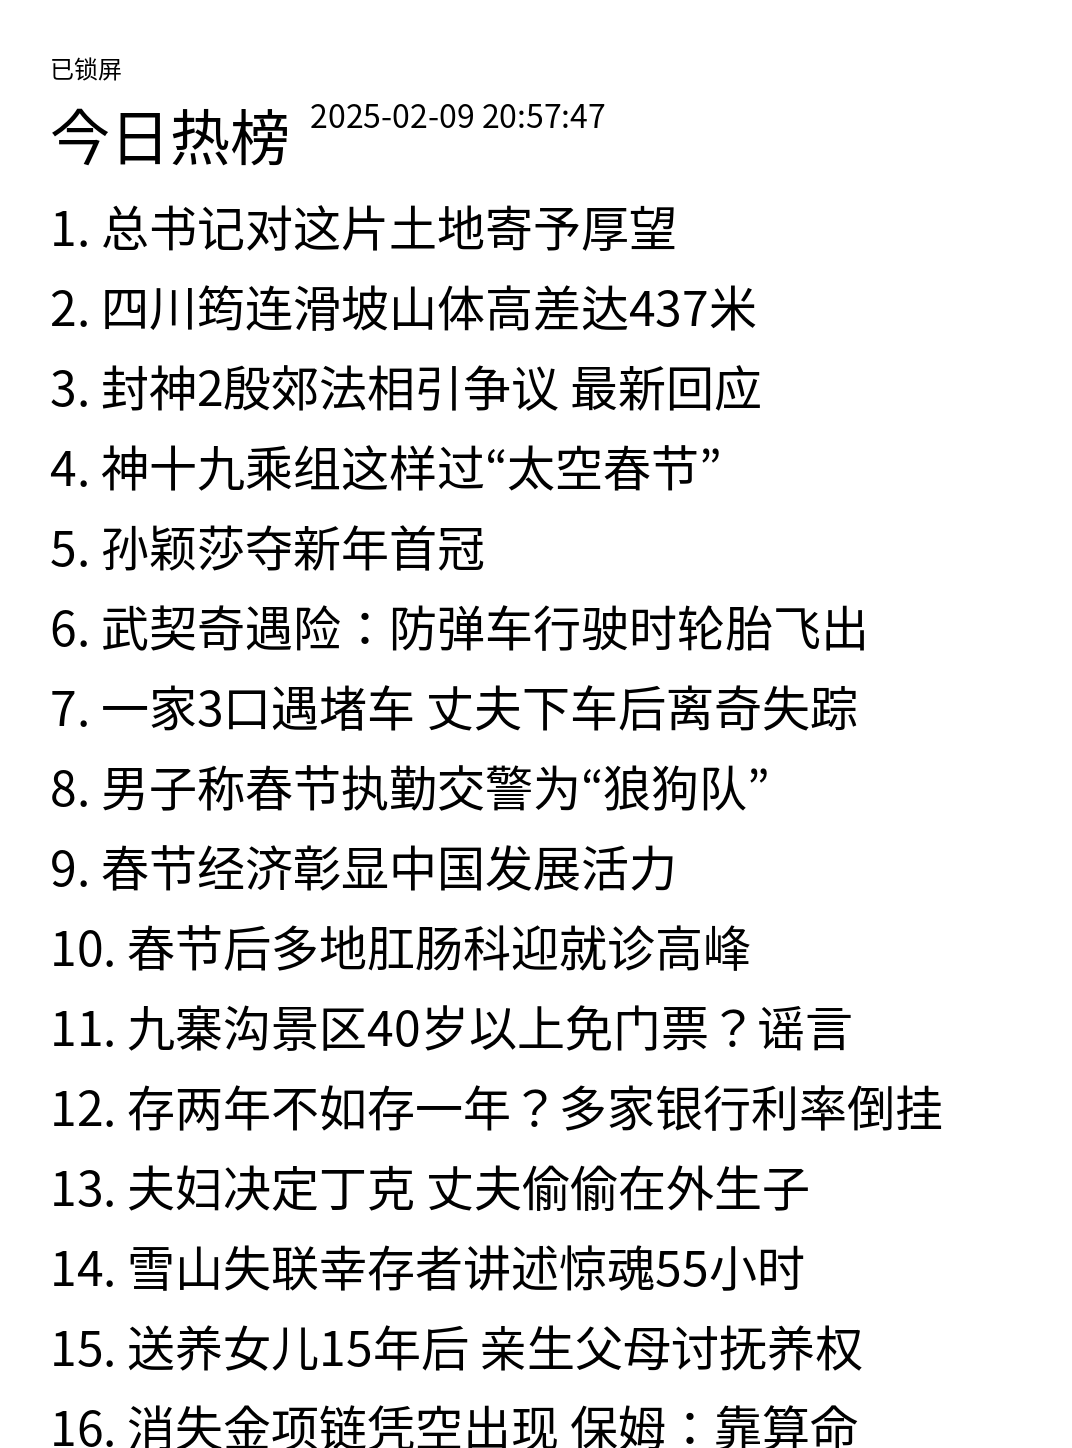 已锁屏
今日热榜 2025-02-09 20:57:47
1. 总书记对这片土地寄予厚望
2. 四川筠连滑坡山体高差达437米
3. 封神2殷郊法相引争议 最新回应
4. 神十九乘组这样过“太空春节”
5. 孙颖莎夺新年首冠
6. 武契奇遇险：防弹车行驶时轮胎飞出
7. 一家3口遇堵车 丈夫下车后离奇失踪
8. 男子称春节执勤交警为“狼狗队”
9. 春节经济彰显中国发展活力
10. 春节后多地肛肠科迎就诊高峰
11. 九寨沟景区40岁以上免门票？谣言
12. 存两年不如存一年？多家银行利率倒挂
13. 夫妇决定丁克 丈夫偷偷在外生子
14. 雪山失联幸存者讲述惊魂55小时
15. 送养女儿15年后 亲生父母讨抚养权
16. 消失金项链凭空出现 保姆：靠算命